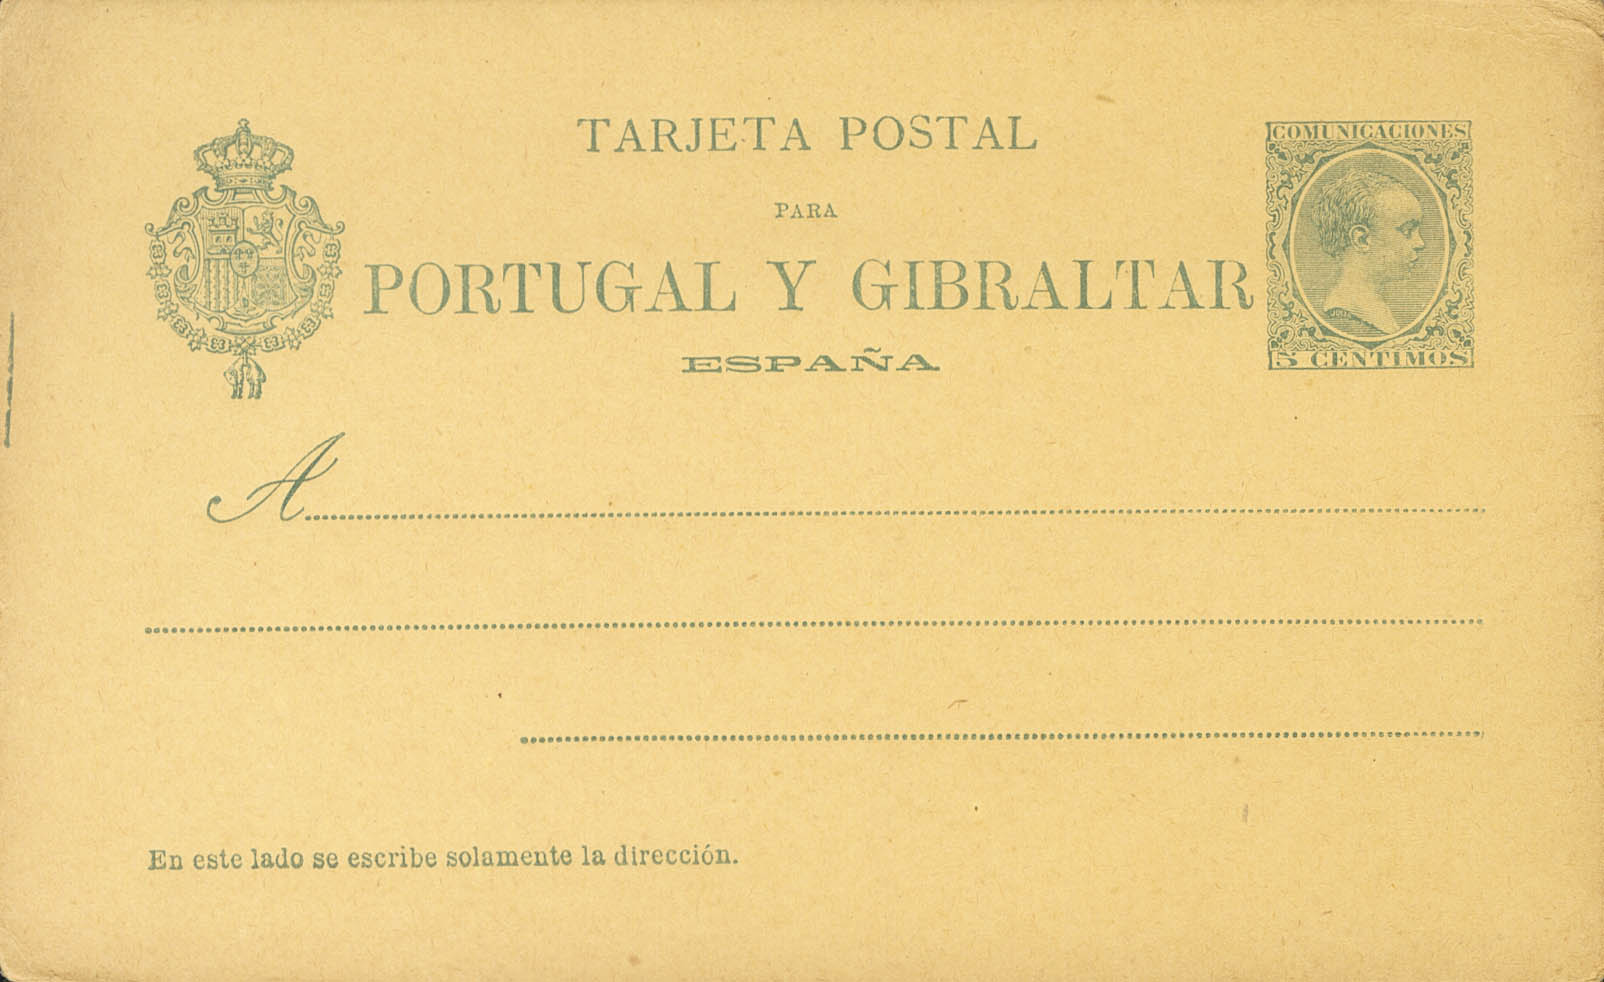 TARJETA POSTAL
PARA
PORTUGAL Y GIBRALTAR
ESPAÑA
COMUNICACIONES
5 CENTIMOS
A
En este lado se escribe solamente la dirección.